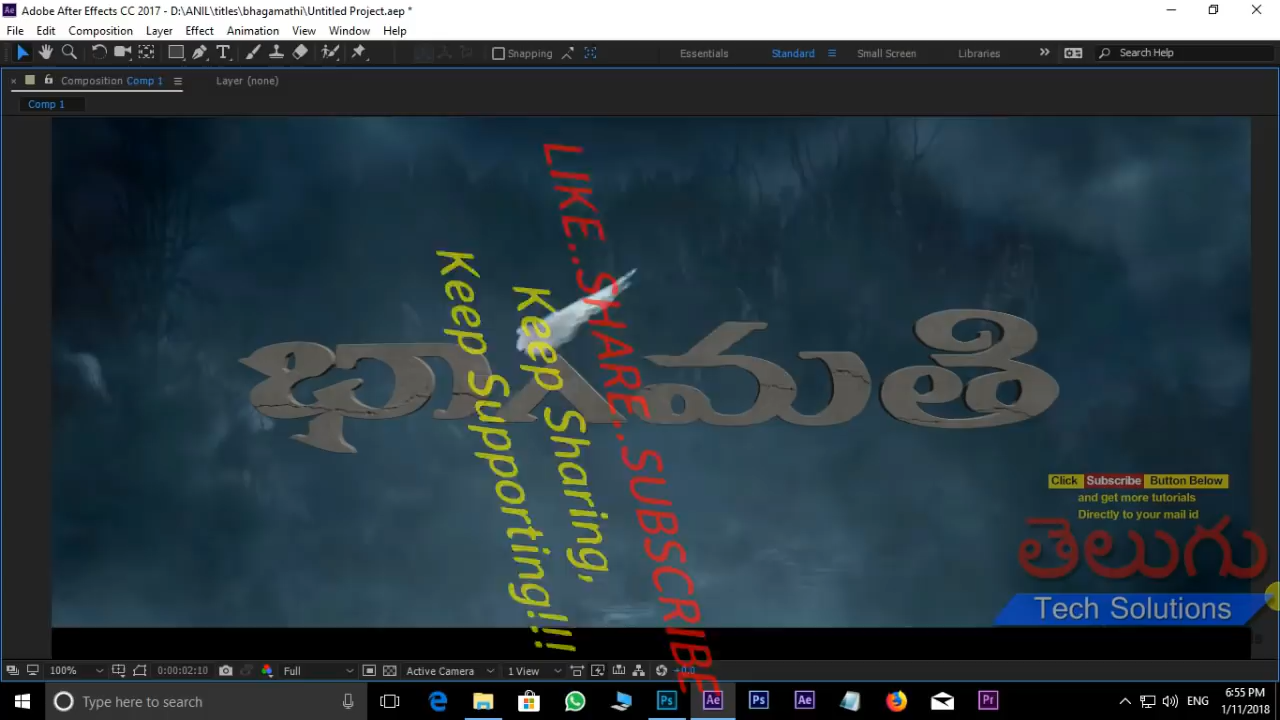 Adobe After Effects CC 2017 - D:\ANIL\titles\bhagamathi\Untitled Project.aep *
File Edit Composition Layer Effect Animation View Window Help
Snapping Essentials Standard Small Screen Libraries Search Help
Composition Comp 1 Layer (none)
Comp 1
LIKE..SHARE..SUBSCRIBE
Keep Sharing,
Keep Supporting!!!
భాగమతి
Click Subscribe Button Below
and get more tutorials
Directly to your mail id
తెలుగు
Tech Solutions
100% 0:00:02:10 Full Active Camera 1 View +0.0
Type here to search
ENG
6:55 PM
1/11/2018